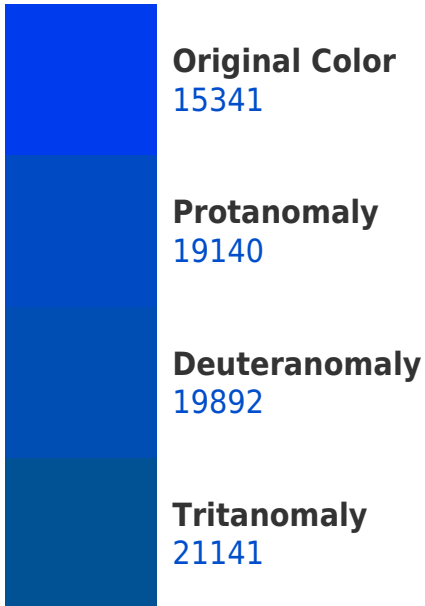 Original Color
15341
Protanomaly
19140
Deuteranomaly
19892
Tritanomaly
21141